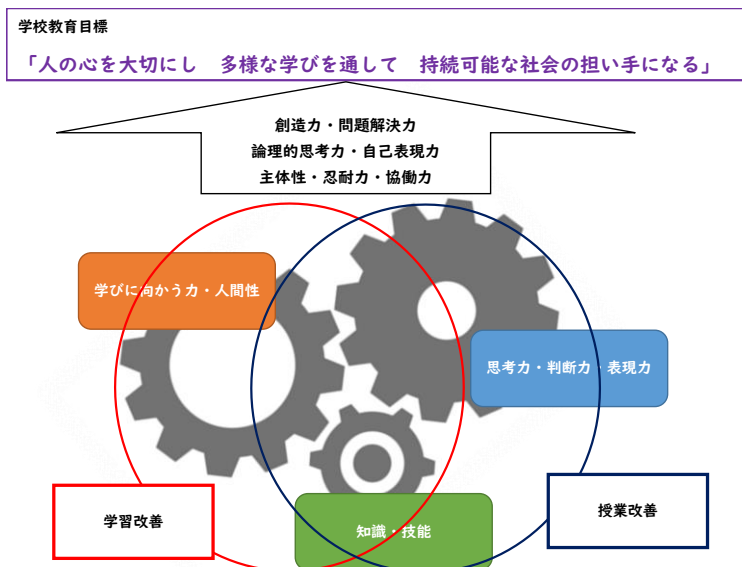 学校教育目標
「人の心を大切にし　多様な学びを通して　持続可能な社会の担い手になる」
創造力・問題解決力
論理的思考力・自己表現力
主体性・忍耐力・協働力
学びに向かう力・人間性
思考力・判断力・表現力
学習改善
知識・技能
授業改善